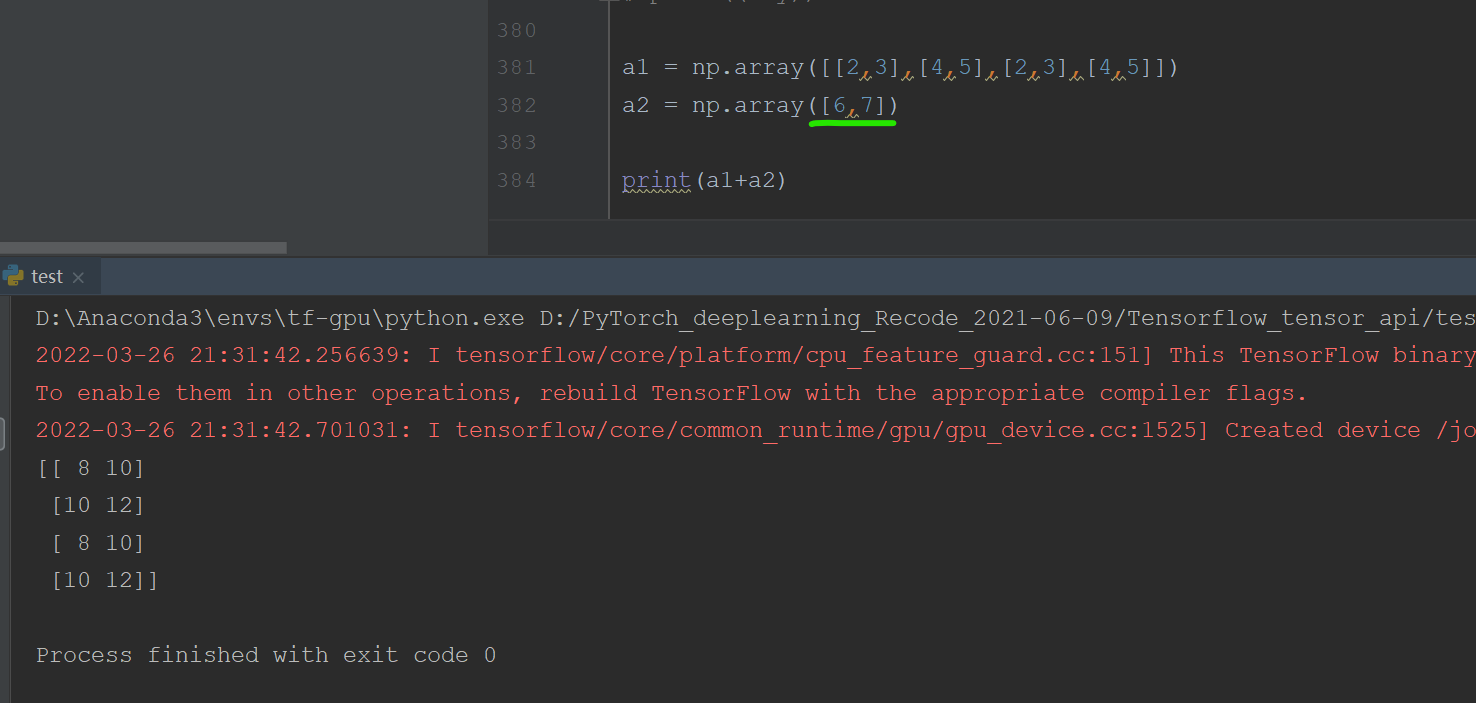 380
381 a1 = np.array([[2,3],[4,5],[2,3],[4,5]])
382 a2 = np.array([6,7])
383
384 print(a1+a2)
test
D:\Anaconda3\envs\tf-gpu\python.exe D:/PyTorch_deeplearning_Recode_2021-06-09/Tensorflow_tensor_api/tes
2022-03-26 21:31:42.256639: I tensorflow/core/platform/cpu_feature_guard.cc:151] This TensorFlow binary
To enable them in other operations, rebuild TensorFlow with the appropriate compiler flags.
2022-03-26 21:31:42.701031: I tensorflow/core/common_runtime/gpu/gpu_device.cc:1525] Created device /jo
[[ 8 10]
 [10 12]
 [ 8 10]
 [10 12]]
Process finished with exit code 0